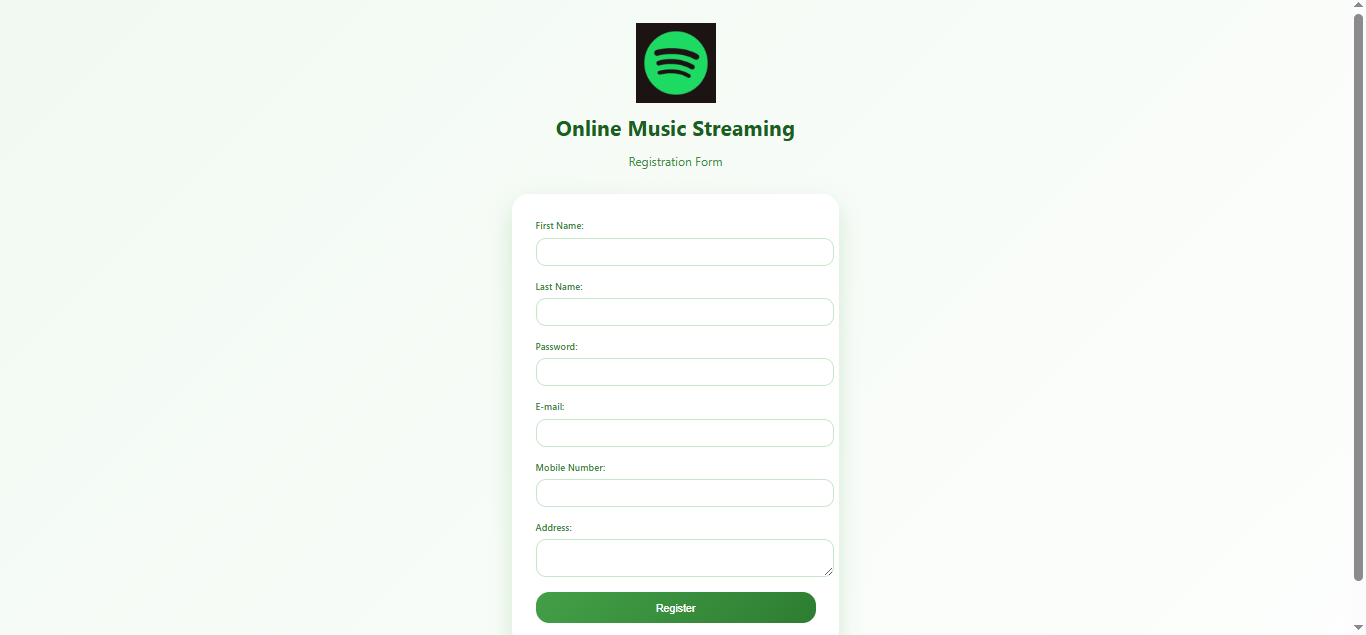 Online Music Streaming
Registration Form
First Name:
Last Name:
Password:
E-mail:
Mobile Number:
Address:
Register